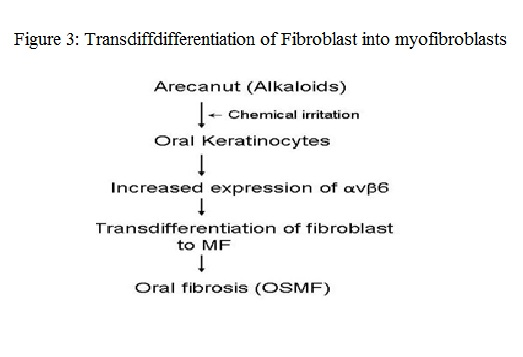 Figure 3: Transdiffdifferentiation of Fibroblast into myofibroblasts
Arecanut (Alkaloids)
Chemical irritation
Oral Keratinocytes
Increased expression of αvβ6
Transdifferentiation of fibroblast
to MF
Oral fibrosis (OSMF)